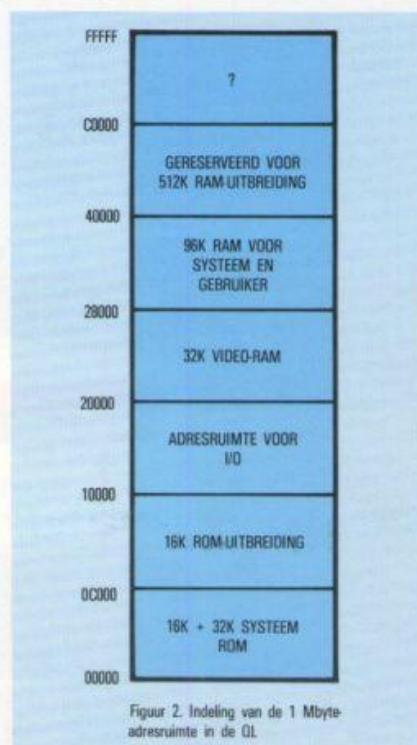 FFFFF
?
C0000
GERESERVEERD VOOR
512K RAM-UITBREIDING
40000
96K RAM VOOR
SYSTEEM EN
GEBRUIKER
28000
32K VIDEO-RAM
20000
ADRESRUIMTE VOOR
I/O
10000
16K ROM-UITBREIDING
0C000
16K + 32K SYSTEEM
ROM
00000
Figuur 2. Indeling van de 1 Mbyte-
adresruimte in de QL